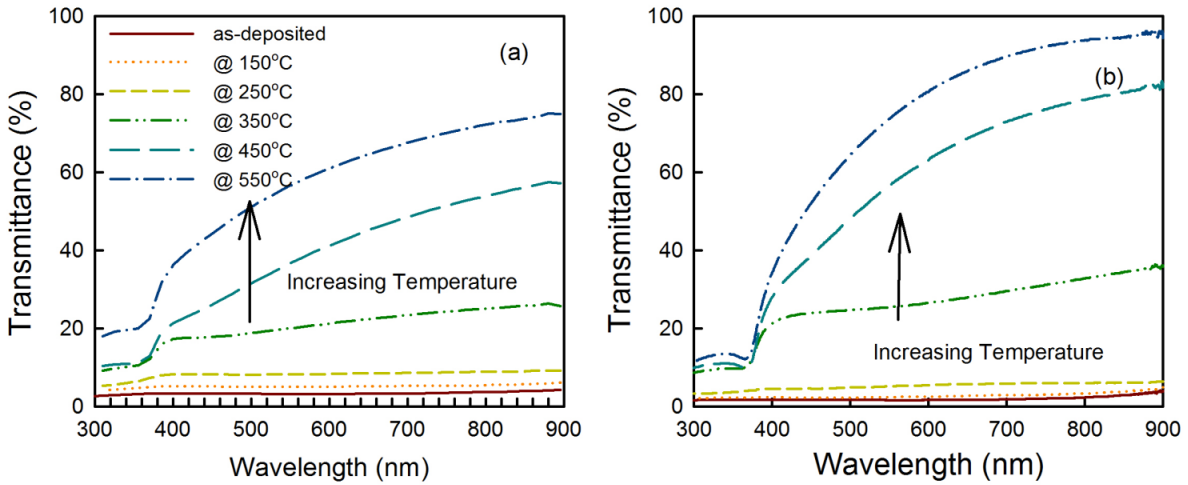 100
80
60
40
20
0
Transmittance (%)
as-deposited
@ 150°C
@ 250°C
@ 350°C
@ 450°C
@ 550°C
(a)
Increasing Temperature
300 400 500 600 700 800 900
Wavelength (nm)
100
80
60
40
20
0
Transmittance (%)
(b)
Increasing Temperature
300 400 500 600 700 800 900
Wavelength (nm)